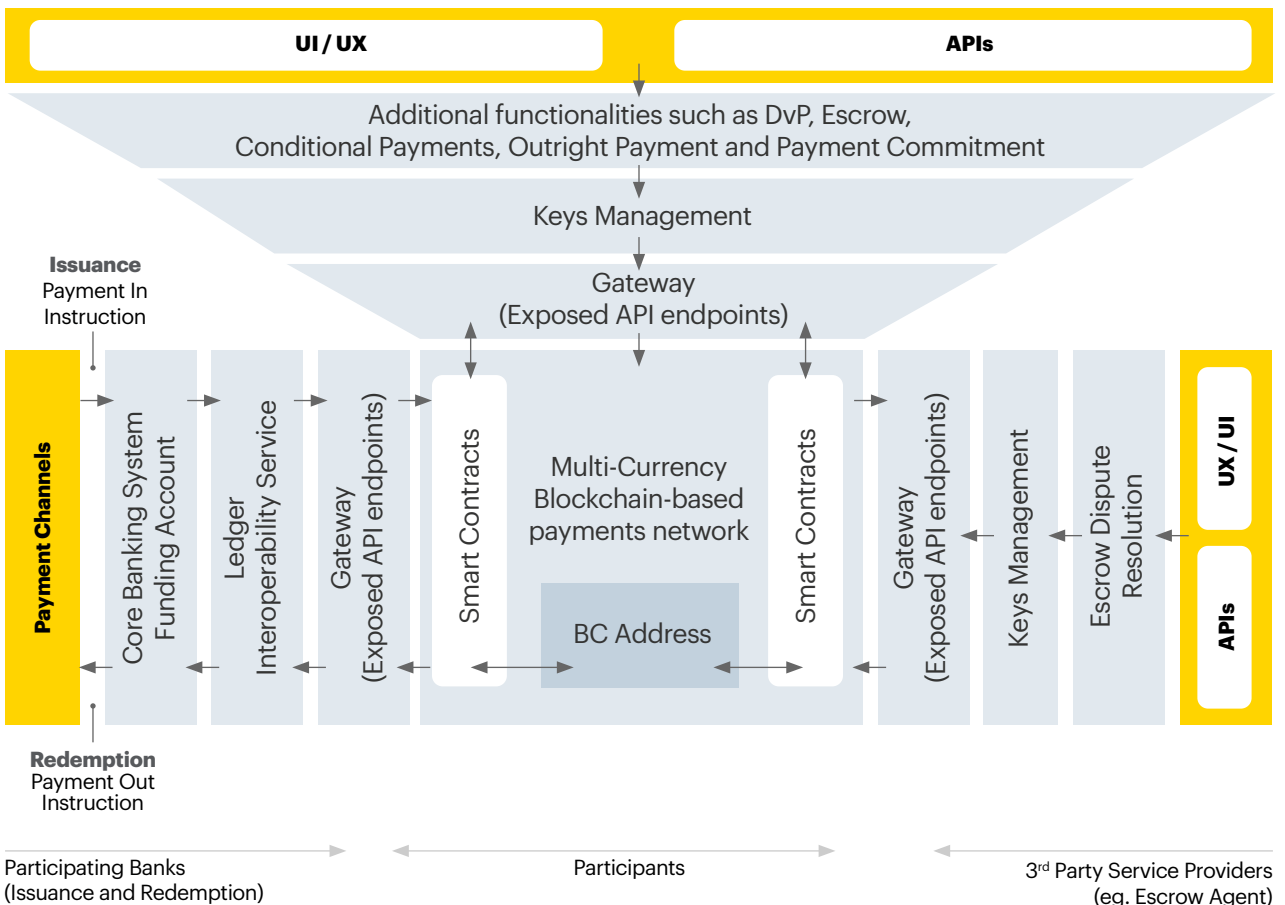 UI / UX
APIs
Additional functionalities such as DvP, Escrow,
Conditional Payments, Outright Payment and Payment Commitment
Keys Management
Gateway
(Exposed API endpoints)
Issuance
Payment In
Instruction
Payment Channels
Core Banking System
Funding Account
Ledger
Interoperability Service
Gateway
(Exposed API endpoints)
Smart Contracts
Multi-Currency
Blockchain-based
payments network
BC Address
Smart Contracts
Gateway
(Exposed API endpoints)
Keys Management
Escrow Dispute
Resolution
UX / UI
APIs
Redemption
Payment Out
Instruction
Participating Banks
(Issuance and Redemption)
Participants
3rd Party Service Providers
(eg. Escrow Agent)